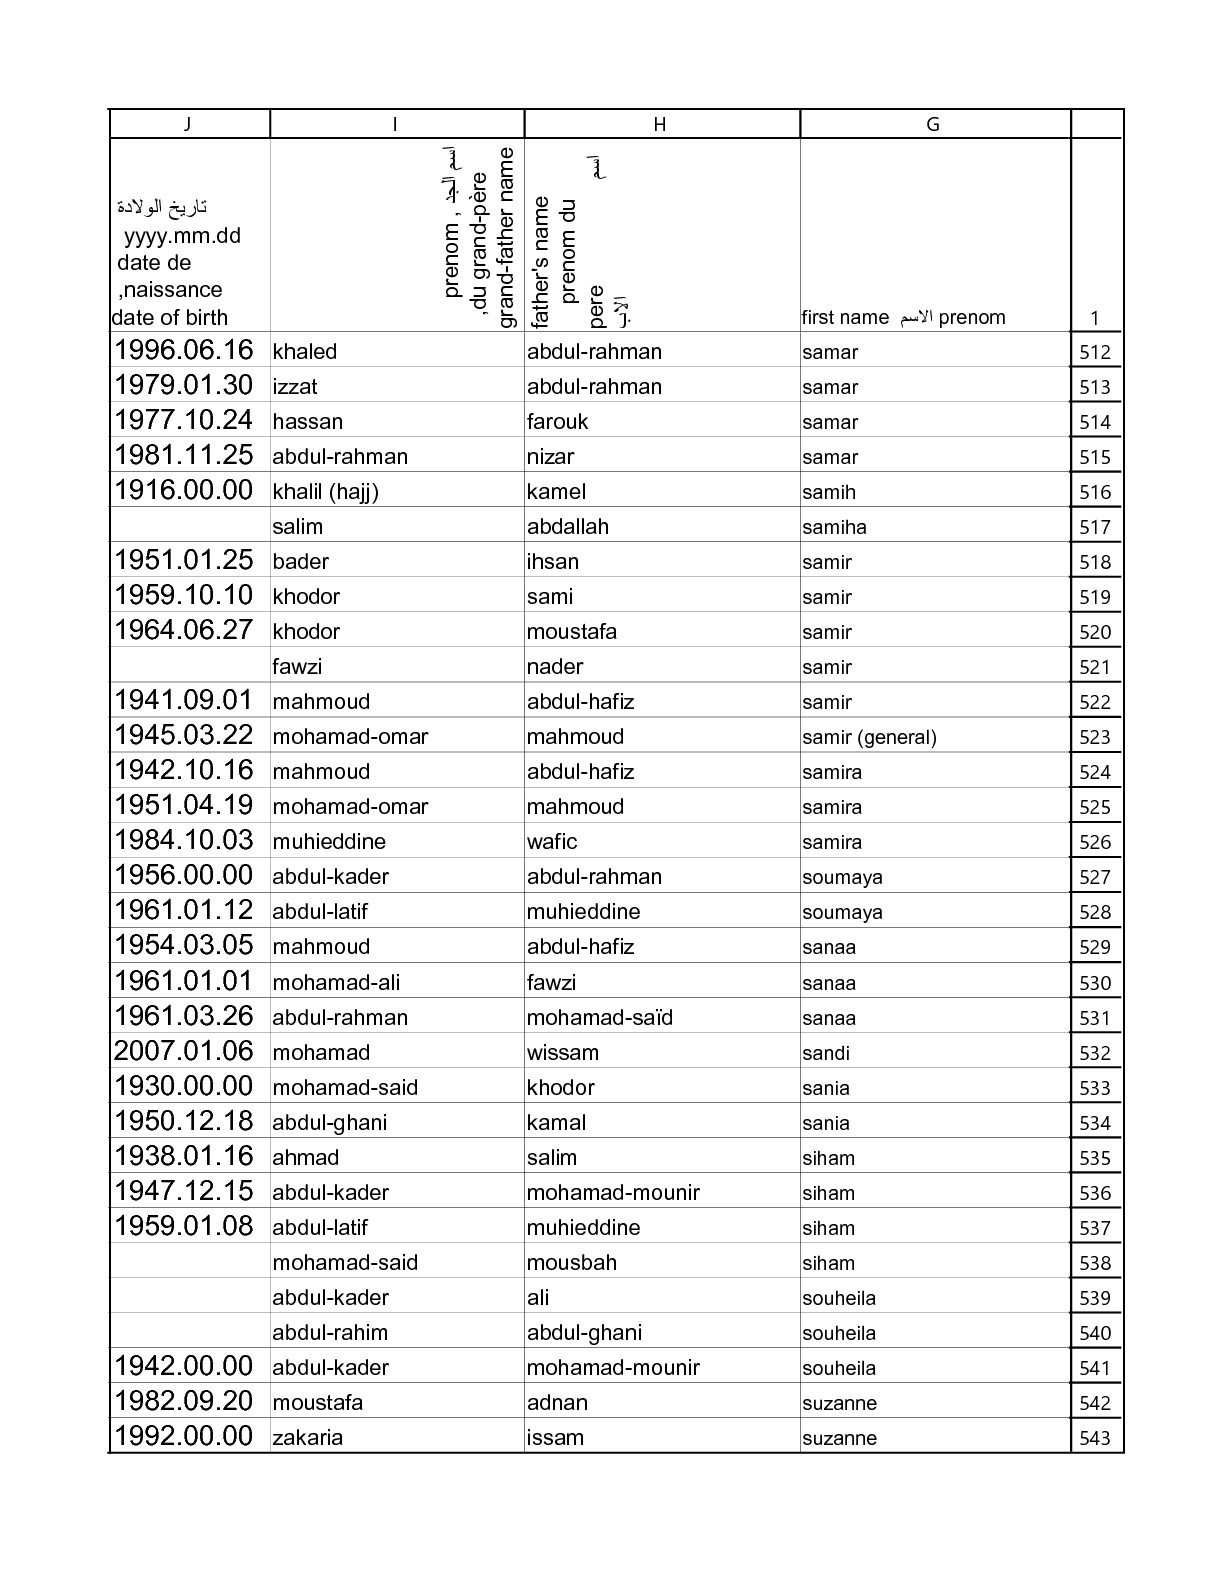 J I H G
تاريخ الولادة
yyyy.mm.dd
date de
,naissance
date of birth
اسم الجد , prenom
,du grand-père
grand-father name
father's name
prenom du
pere
اسم
الاب
first name الاسم prenom 1
1996.06.16 khaled abdul-rahman samar 512
1979.01.30 izzat abdul-rahman samar 513
1977.10.24 hassan farouk samar 514
1981.11.25 abdul-rahman nizar samar 515
1916.00.00 khalil (hajj) kamel samih 516
salim abdallah samiha 517
1951.01.25 bader ihsan samir 518
1959.10.10 khodor sami samir 519
1964.06.27 khodor moustafa samir 520
fawzi nader samir 521
1941.09.01 mahmoud abdul-hafiz samir 522
1945.03.22 mohamad-omar mahmoud samir (general) 523
1942.10.16 mahmoud abdul-hafiz samira 524
1951.04.19 mohamad-omar mahmoud samira 525
1984.10.03 muhieddine wafic samira 526
1956.00.00 abdul-kader abdul-rahman soumaya 527
1961.01.12 abdul-latif muhieddine soumaya 528
1954.03.05 mahmoud abdul-hafiz sanaa 529
1961.01.01 mohamad-ali fawzi sanaa 530
1961.03.26 abdul-rahman mohamad-saïd sanaa 531
2007.01.06 mohamad wissam sandi 532
1930.00.00 mohamad-said khodor sania 533
1950.12.18 abdul-ghani kamal sania 534
1938.01.16 ahmad salim siham 535
1947.12.15 abdul-kader mohamad-mounir siham 536
1959.01.08 abdul-latif muhieddine siham 537
mohamad-said mousbah siham 538
abdul-kader ali souheila 539
abdul-rahim abdul-ghani souheila 540
1942.00.00 abdul-kader mohamad-mounir souheila 541
1982.09.20 moustafa adnan suzanne 542
1992.00.00 zakaria issam suzanne 543